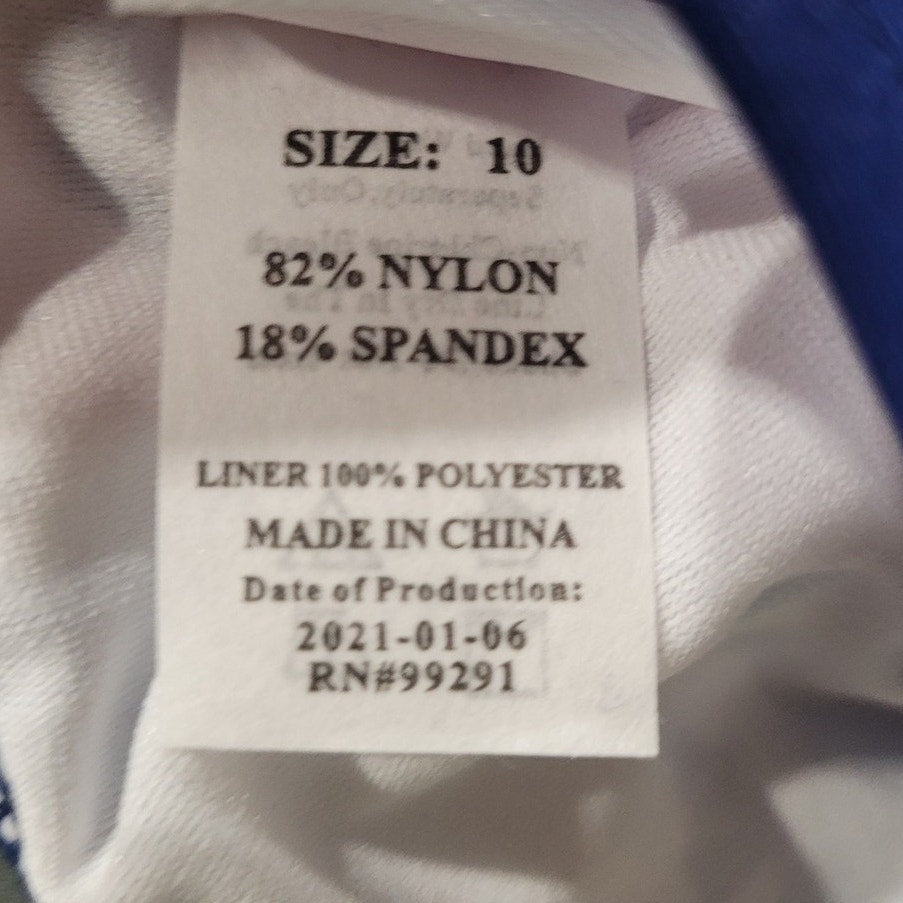 SIZE: 10
82% NYLON
18% SPANDEX
LINER 100% POLYESTER
MADE IN CHINA
Date of Production:
2021-01-06
RN#99291